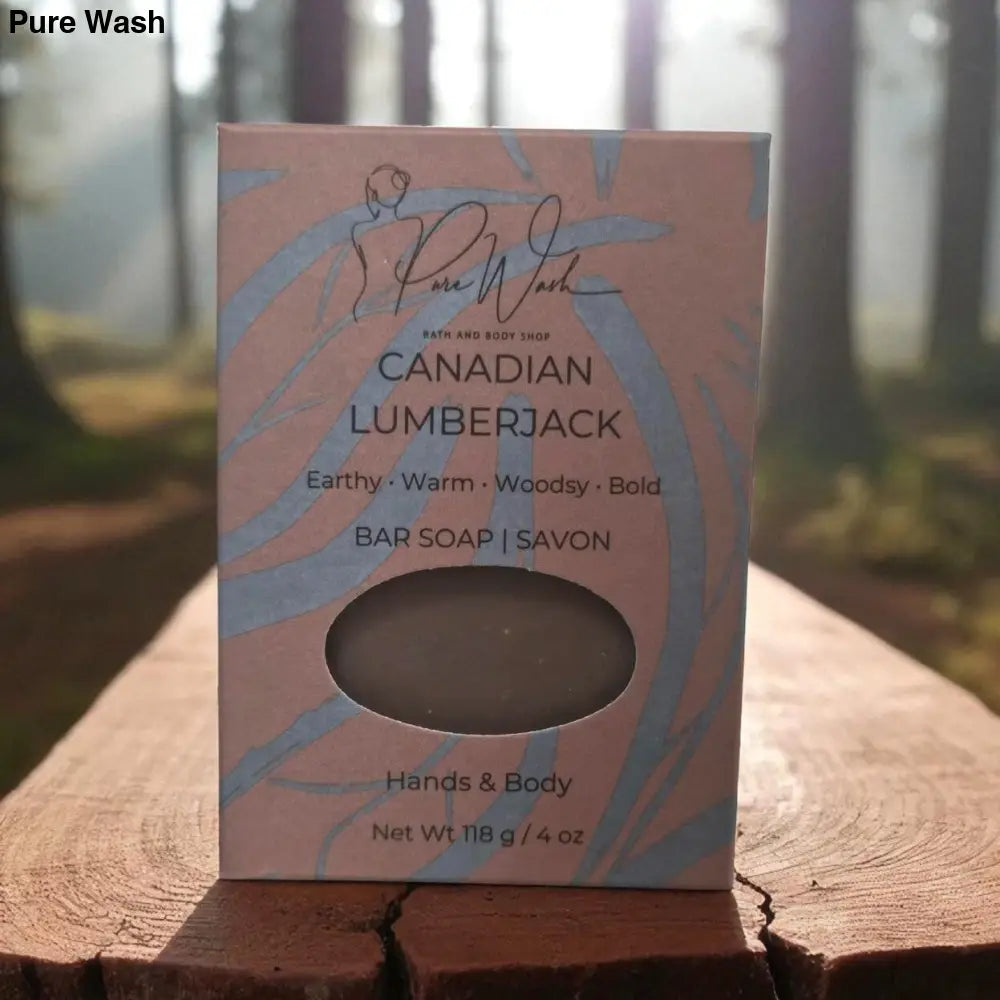 Pure Wash
Pure Wash
BATH AND BODY SHOP
CANADIAN
LUMBERJACK
Earthy · Warm · Woodsy · Bold
BAR SOAP | SAVON
Hands & Body
Net Wt 118 g / 4 oz